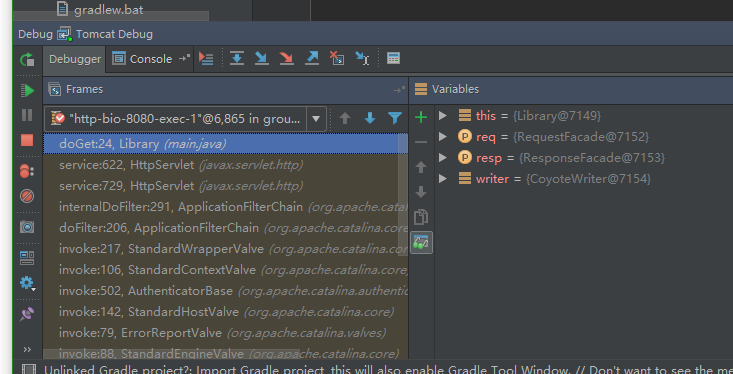 gradlew.bat
Debug Tomcat Debug
Debugger Console
Frames
Variables
"http-bio-8080-exec-1"@6,865 in grou...
doGet:24, Library (main.java)
service:622, HttpServlet (javax.servlet.http)
service:729, HttpServlet (javax.servlet.http)
internalDoFilter:291, ApplicationFilterChain (org.apache.catal
doFilter:206, ApplicationFilterChain (org.apache.catalina.core
invoke:217, StandardWrapperValve (org.apache.catalina.core
invoke:106, StandardContextValve (org.apache.catalina.core
invoke:502, AuthenticatorBase (org.apache.catalina.authentic
invoke:142, StandardHostValve (org.apache.catalina.core)
invoke:79, ErrorReportValve (org.apache.catalina.valves)
invoke:88, StandardEngineValve (org.apache.catalina.core)
this = {Library@7149}
req = {RequestFacade@7152}
resp = {ResponseFacade@7153}
writer = {CoyoteWriter@7154}
Unlinked Gradle project?: Import Gradle project, this will also enable Gradle Tool Window. // Don't want to see the me